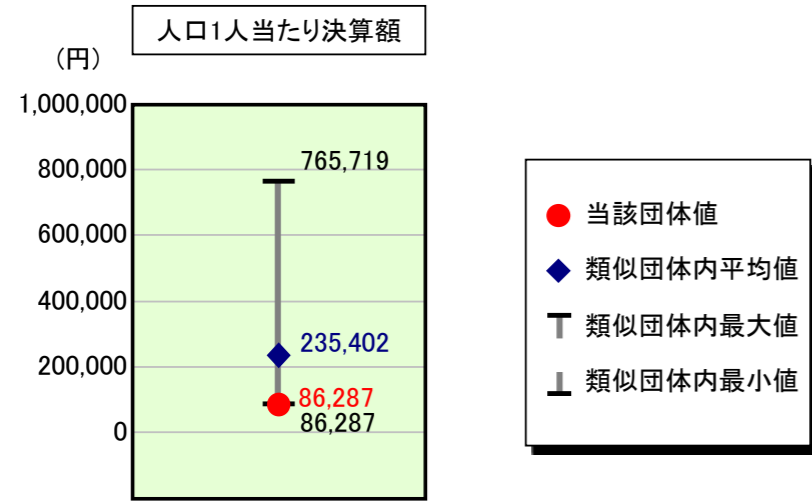 人口1人当たり決算額
(円)
1,000,000
800,000
600,000
400,000
200,000
0
765,719
235,402
86,287
86,287
当該団体値
類似団体内平均値
類似団体内最大値
類似団体内最小値